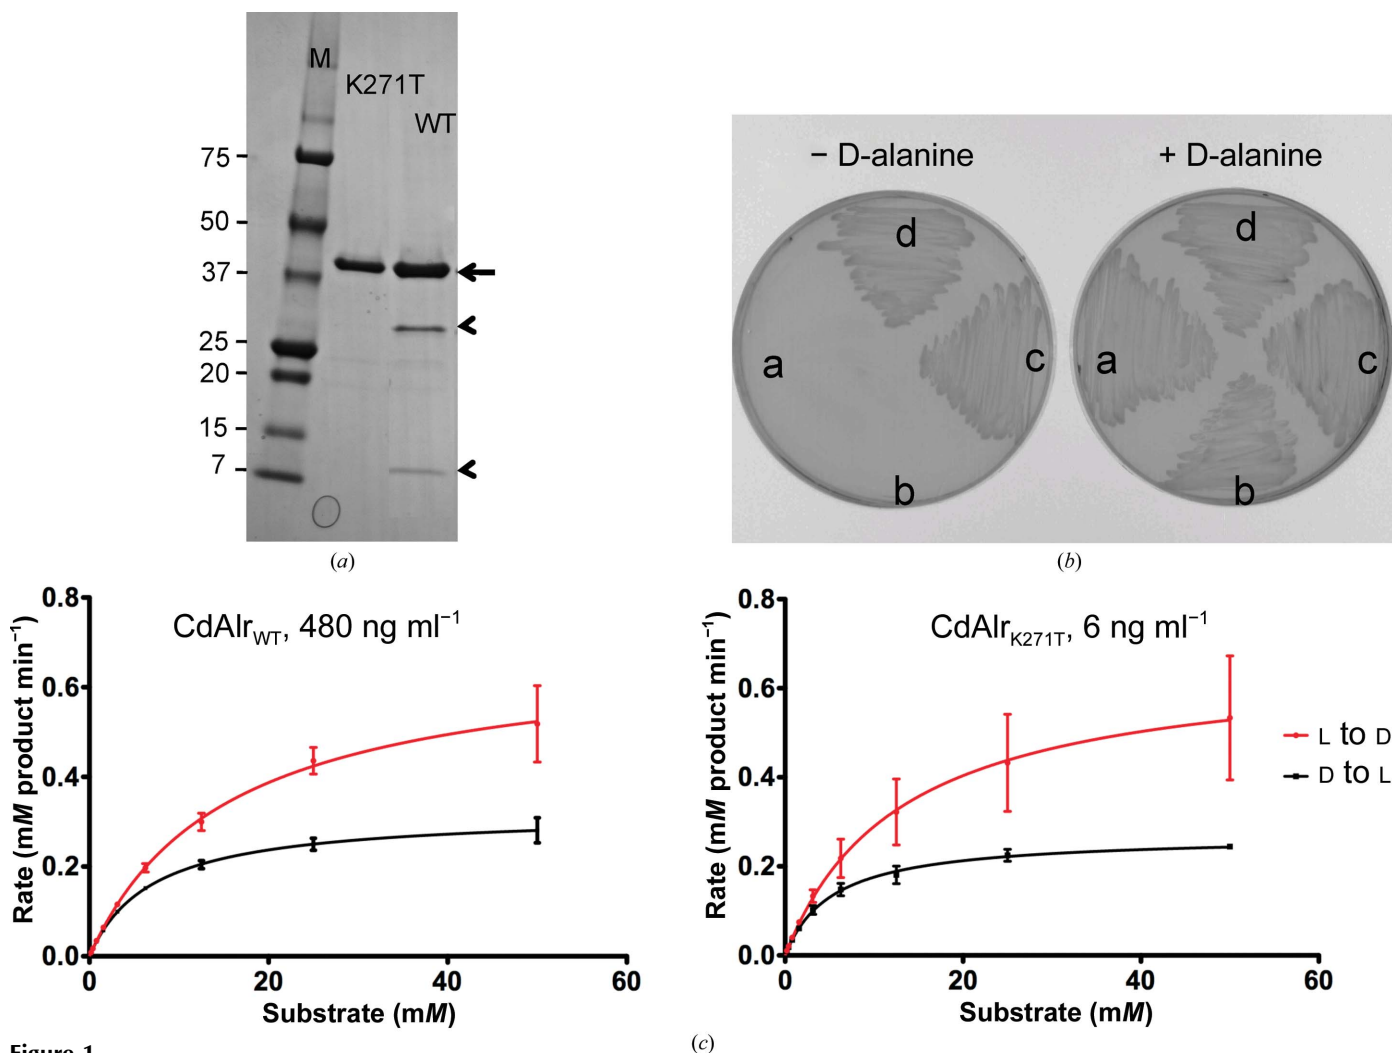 M
K271T
WT
75
50
37
25
20
15
7
(a)
− D-alanine
+ D-alanine
d
a
c
b
d
a
c
b
(b)
0.8
0.6
0.4
0.2
0.0
Rate (mM product min⁻¹)
CdAlrWT, 480 ng ml⁻¹
0
20
40
60
Substrate (mM)
0.8
0.6
0.4
0.2
0.0
Rate (mM product min⁻¹)
CdAlrK271T, 6 ng ml⁻¹
L to D
D to L
0
20
40
60
Substrate (mM)
(c)
Figure 1